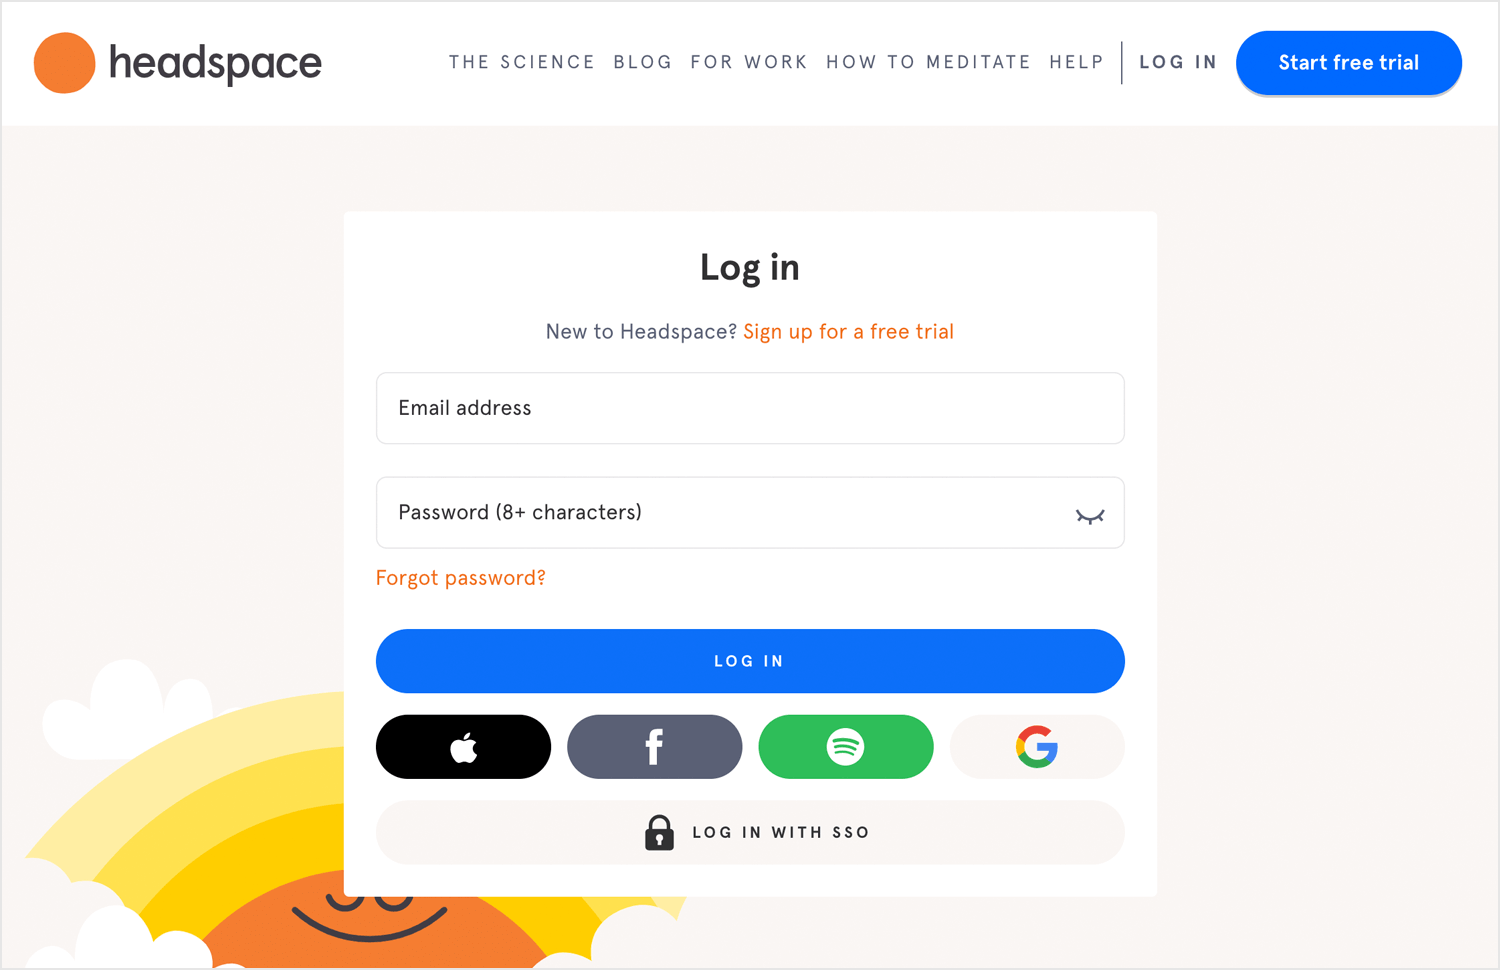 headspace
THE SCIENCE BLOG FOR WORK HOW TO MEDITATE HELP LOG IN Start free trial
Log in
New to Headspace? Sign up for a free trial
Email address
Password (8+ characters)
Forgot password?
LOG IN
LOG IN WITH SSO